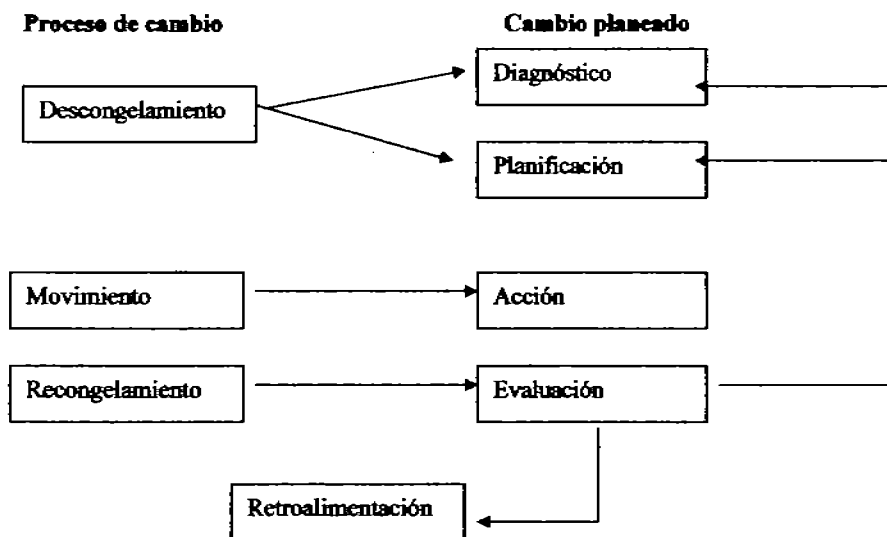 Proceso de cambio
Cambio planeado
Descongelamiento
Diagnóstico
Planificación
Movimiento
Acción
Recongelamiento
Evaluación
Retroalimentación